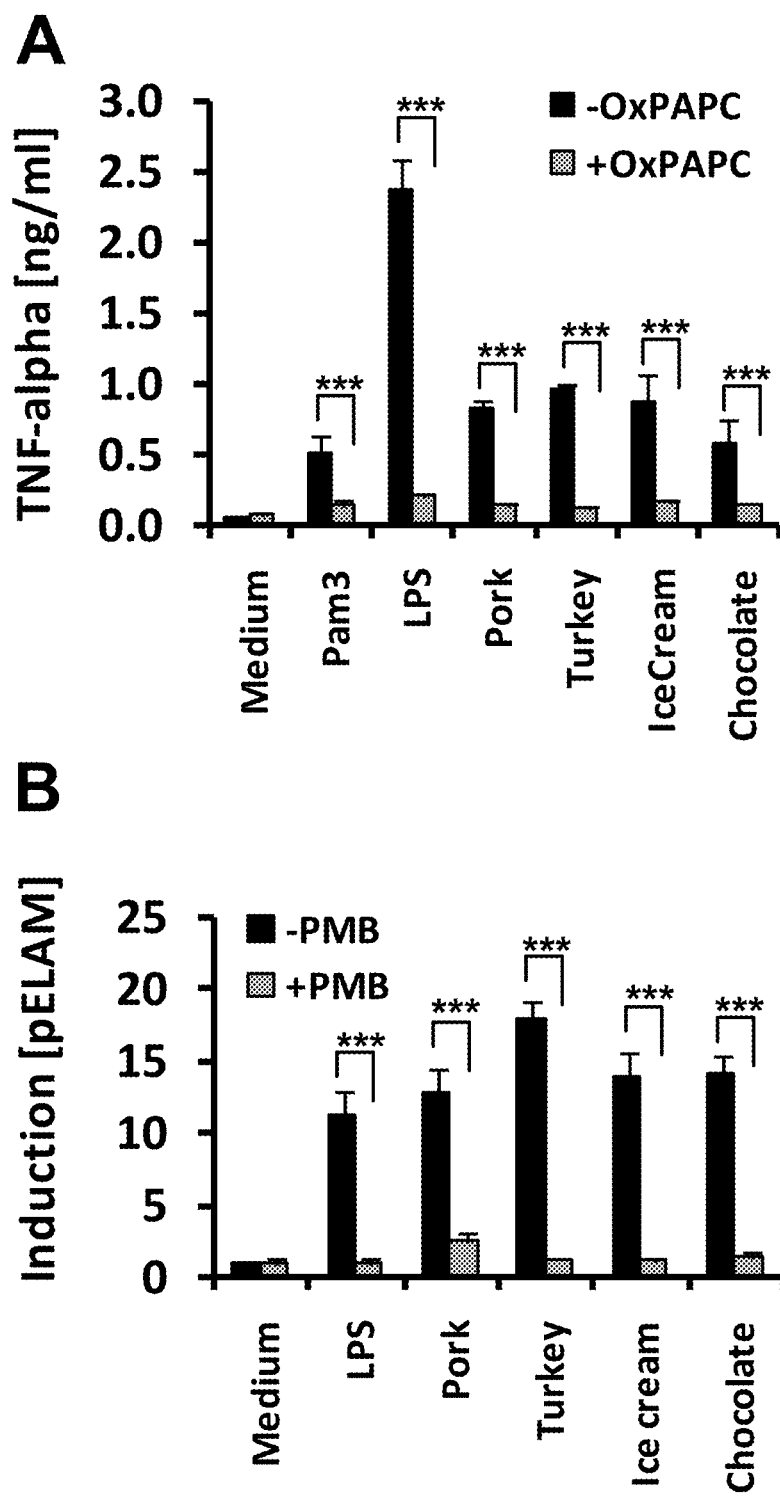 A
TNF-alpha [ng/ml]
3.0
2.5
2.0
1.5
1.0
0.5
0.0
-OxPAPC
+OxPAPC
***
***
***
***
***
***
Medium
Pam3
LPS
Pork
Turkey
IceCream
Chocolate
B
Induction [pELAM]
25
20
15
10
5
0
-PMB
+PMB
***
***
***
***
***
Medium
LPS
Pork
Turkey
Ice cream
Chocolate